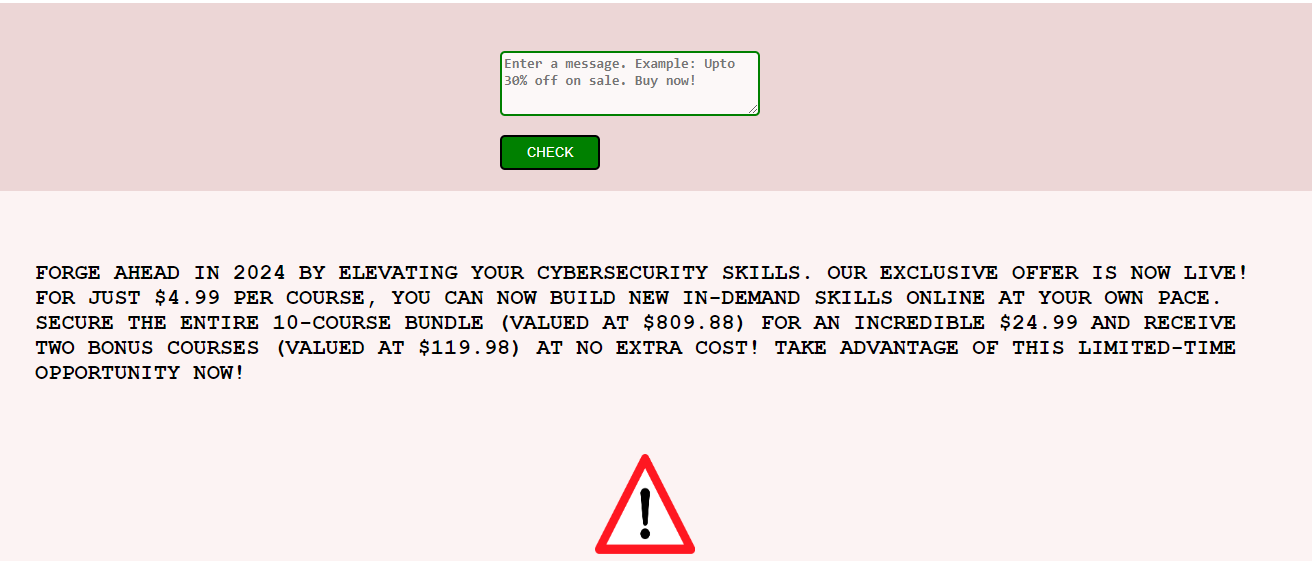 Enter a message. Example: Upto
30% off on sale. Buy now!
CHECK
FORGE AHEAD IN 2024 BY ELEVATING YOUR CYBERSECURITY SKILLS. OUR EXCLUSIVE OFFER IS NOW LIVE!
FOR JUST $4.99 PER COURSE, YOU CAN NOW BUILD NEW IN-DEMAND SKILLS ONLINE AT YOUR OWN PACE.
SECURE THE ENTIRE 10-COURSE BUNDLE (VALUED AT $809.88) FOR AN INCREDIBLE $24.99 AND RECEIVE
TWO BONUS COURSES (VALUED AT $119.98) AT NO EXTRA COST! TAKE ADVANTAGE OF THIS LIMITED-TIME
OPPORTUNITY NOW!
!